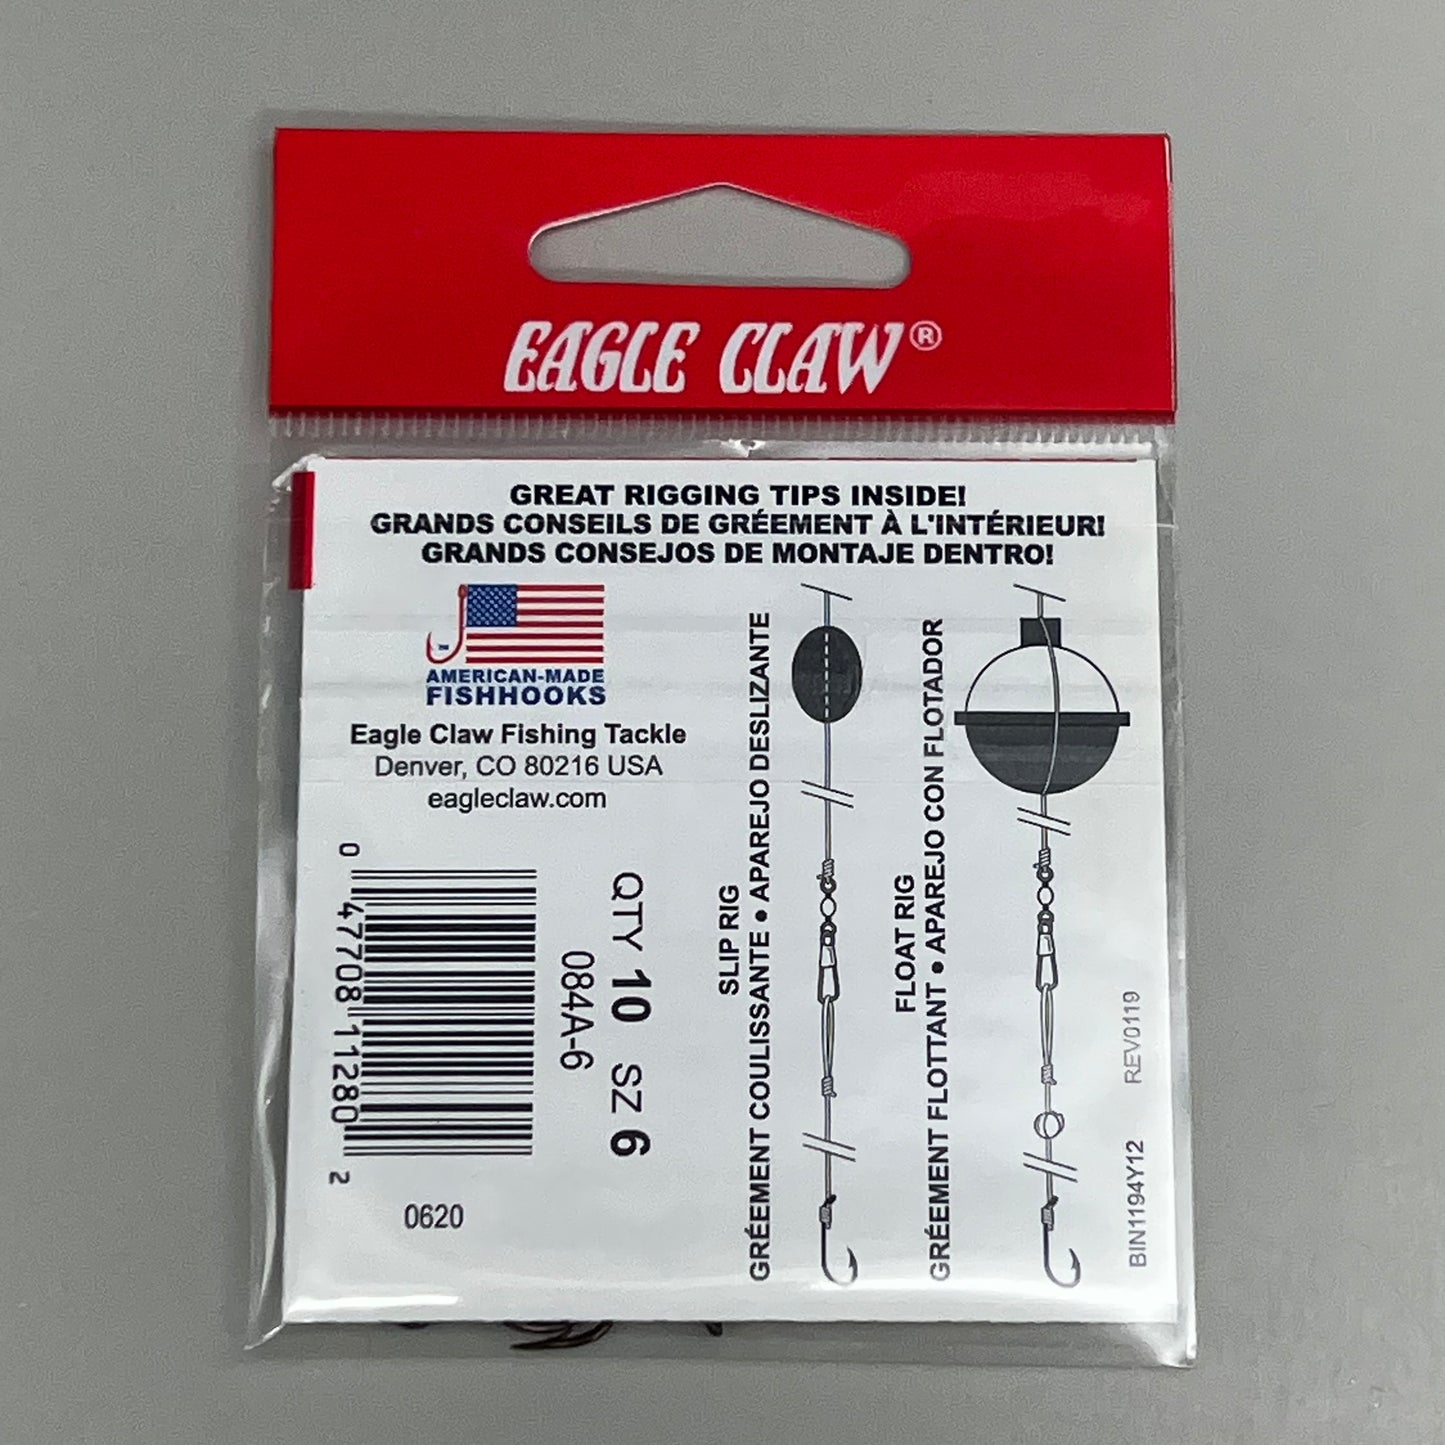 EAGLE CLAW®
GREAT RIGGING TIPS INSIDE!
GRANDS CONSEILS DE GRÉEMENT À L'INTÉRIEUR!
GRANDS CONSEJOS DE MONTAJE DENTRO!
AMERICAN-MADE
FISHHOOKS
Eagle Claw Fishing Tackle
Denver, CO 80216 USA
eagleclaw.com
0 47708 11280 2
QTY 10 SZ 6
084A-6
0620
SLIP RIG
GRÉEMENT COULISSANTE • APAREJO DESLIZANTE
FLOAT RIG
GRÉEMENT FLOTTANT • APAREJO CON FLOTADOR
BIN1194Y12 REV0119